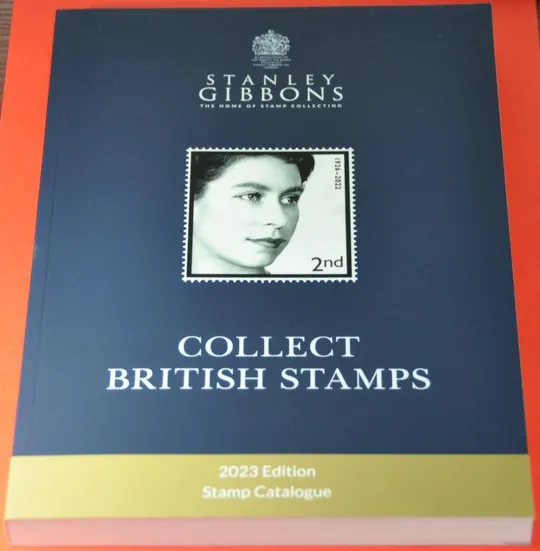 STANLEY
GIBBONS
THE HOME OF STAMP COLLECTING
1926-2022
2nd
COLLECT
BRITISH STAMPS
2023 Edition
Stamp Catalogue